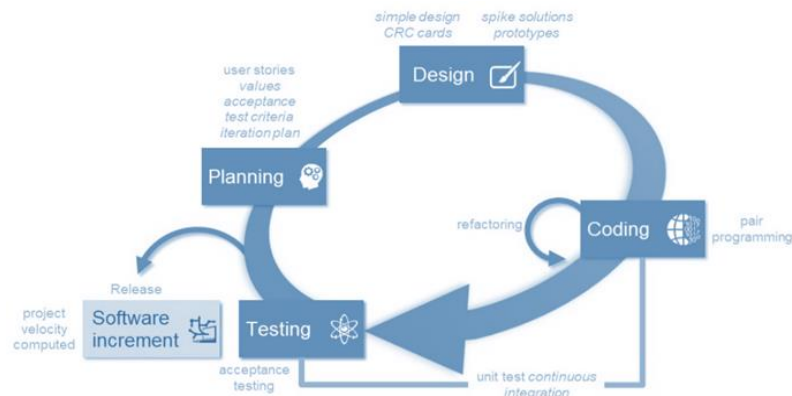 simple design
CRC cards
spike solutions
prototypes
Design
user stories
values
acceptance
test criteria
iteration plan
Planning
refactoring
Coding
pair
programming
Release
project
velocity
computed
Software
increment
Testing
acceptance
testing
unit test continuous
integration